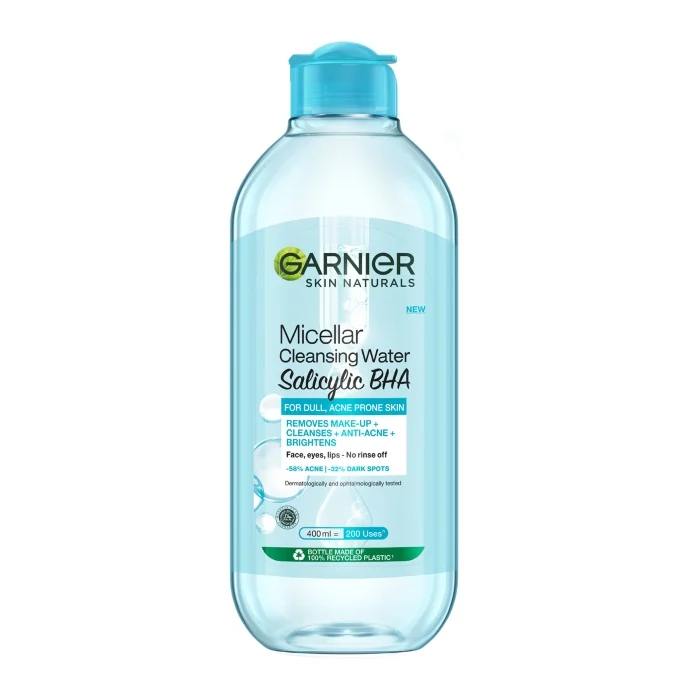 GARNIER
SKIN NATURALS
NEW
Micellar
Cleansing Water
Salicylic BHA
FOR DULL, ACNE PRONE SKIN
REMOVES MAKE-UP +
CLEANSES + ANTI-ACNE +
BRIGHTENS
Face, eyes, lips - No rinse off
-58% ACNE | -32% DARK SPOTS
Dermatologically and ophtalmologically tested
400ml = 200 Uses
BOTTLE MADE OF
100% RECYCLED PLASTIC